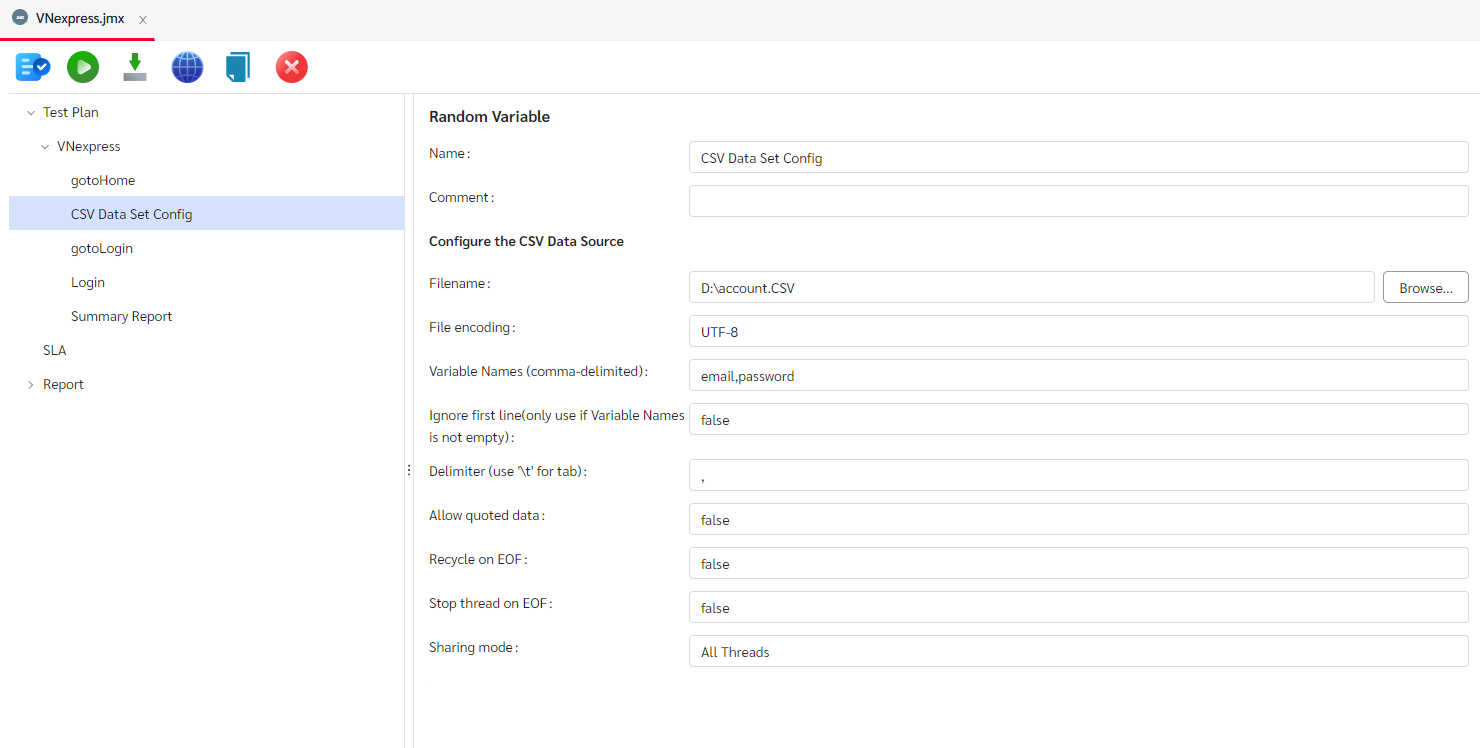 VNexpress.jmx
Test Plan
VNexpress
gotoHome
CSV Data Set Config
gotoLogin
Login
Summary Report
SLA
Report
Random Variable
Name:
CSV Data Set Config
Comment:
Configure the CSV Data Source
Filename:
D:\account.CSV
Browse...
File encoding:
UTF-8
Variable Names (comma-delimited):
email,password
Ignore first line(only use if Variable Names
is not empty):
false
Delimiter (use '\t' for tab):
,
Allow quoted data:
false
Recycle on EOF:
false
Stop thread on EOF:
false
Sharing mode:
All Threads